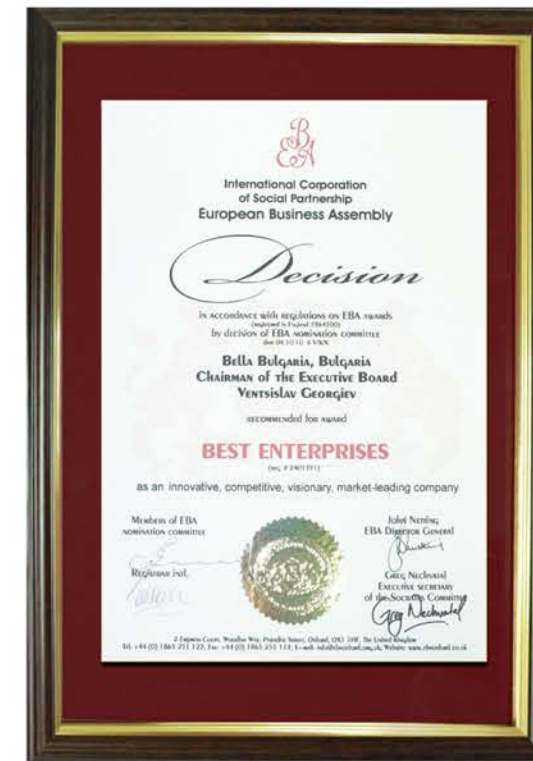 EBA
International Corporation
of Social Partnership
European Business Assembly
Decision
in accordance with regulations on EBA awards
by decision of EBA nomination committee
Bella Bulgaria, Bulgaria
Chairman of the Executive Board
Ventsislav Georgiev
recommended for award
BEST ENTERPRISES
as an innovative, competitive, visionary, market-leading company
Members of EBA
nomination committee
Registrar init.
John Netting
EBA Director General
Greg Nechvatal
Executive secretary
of the Socrates Committee